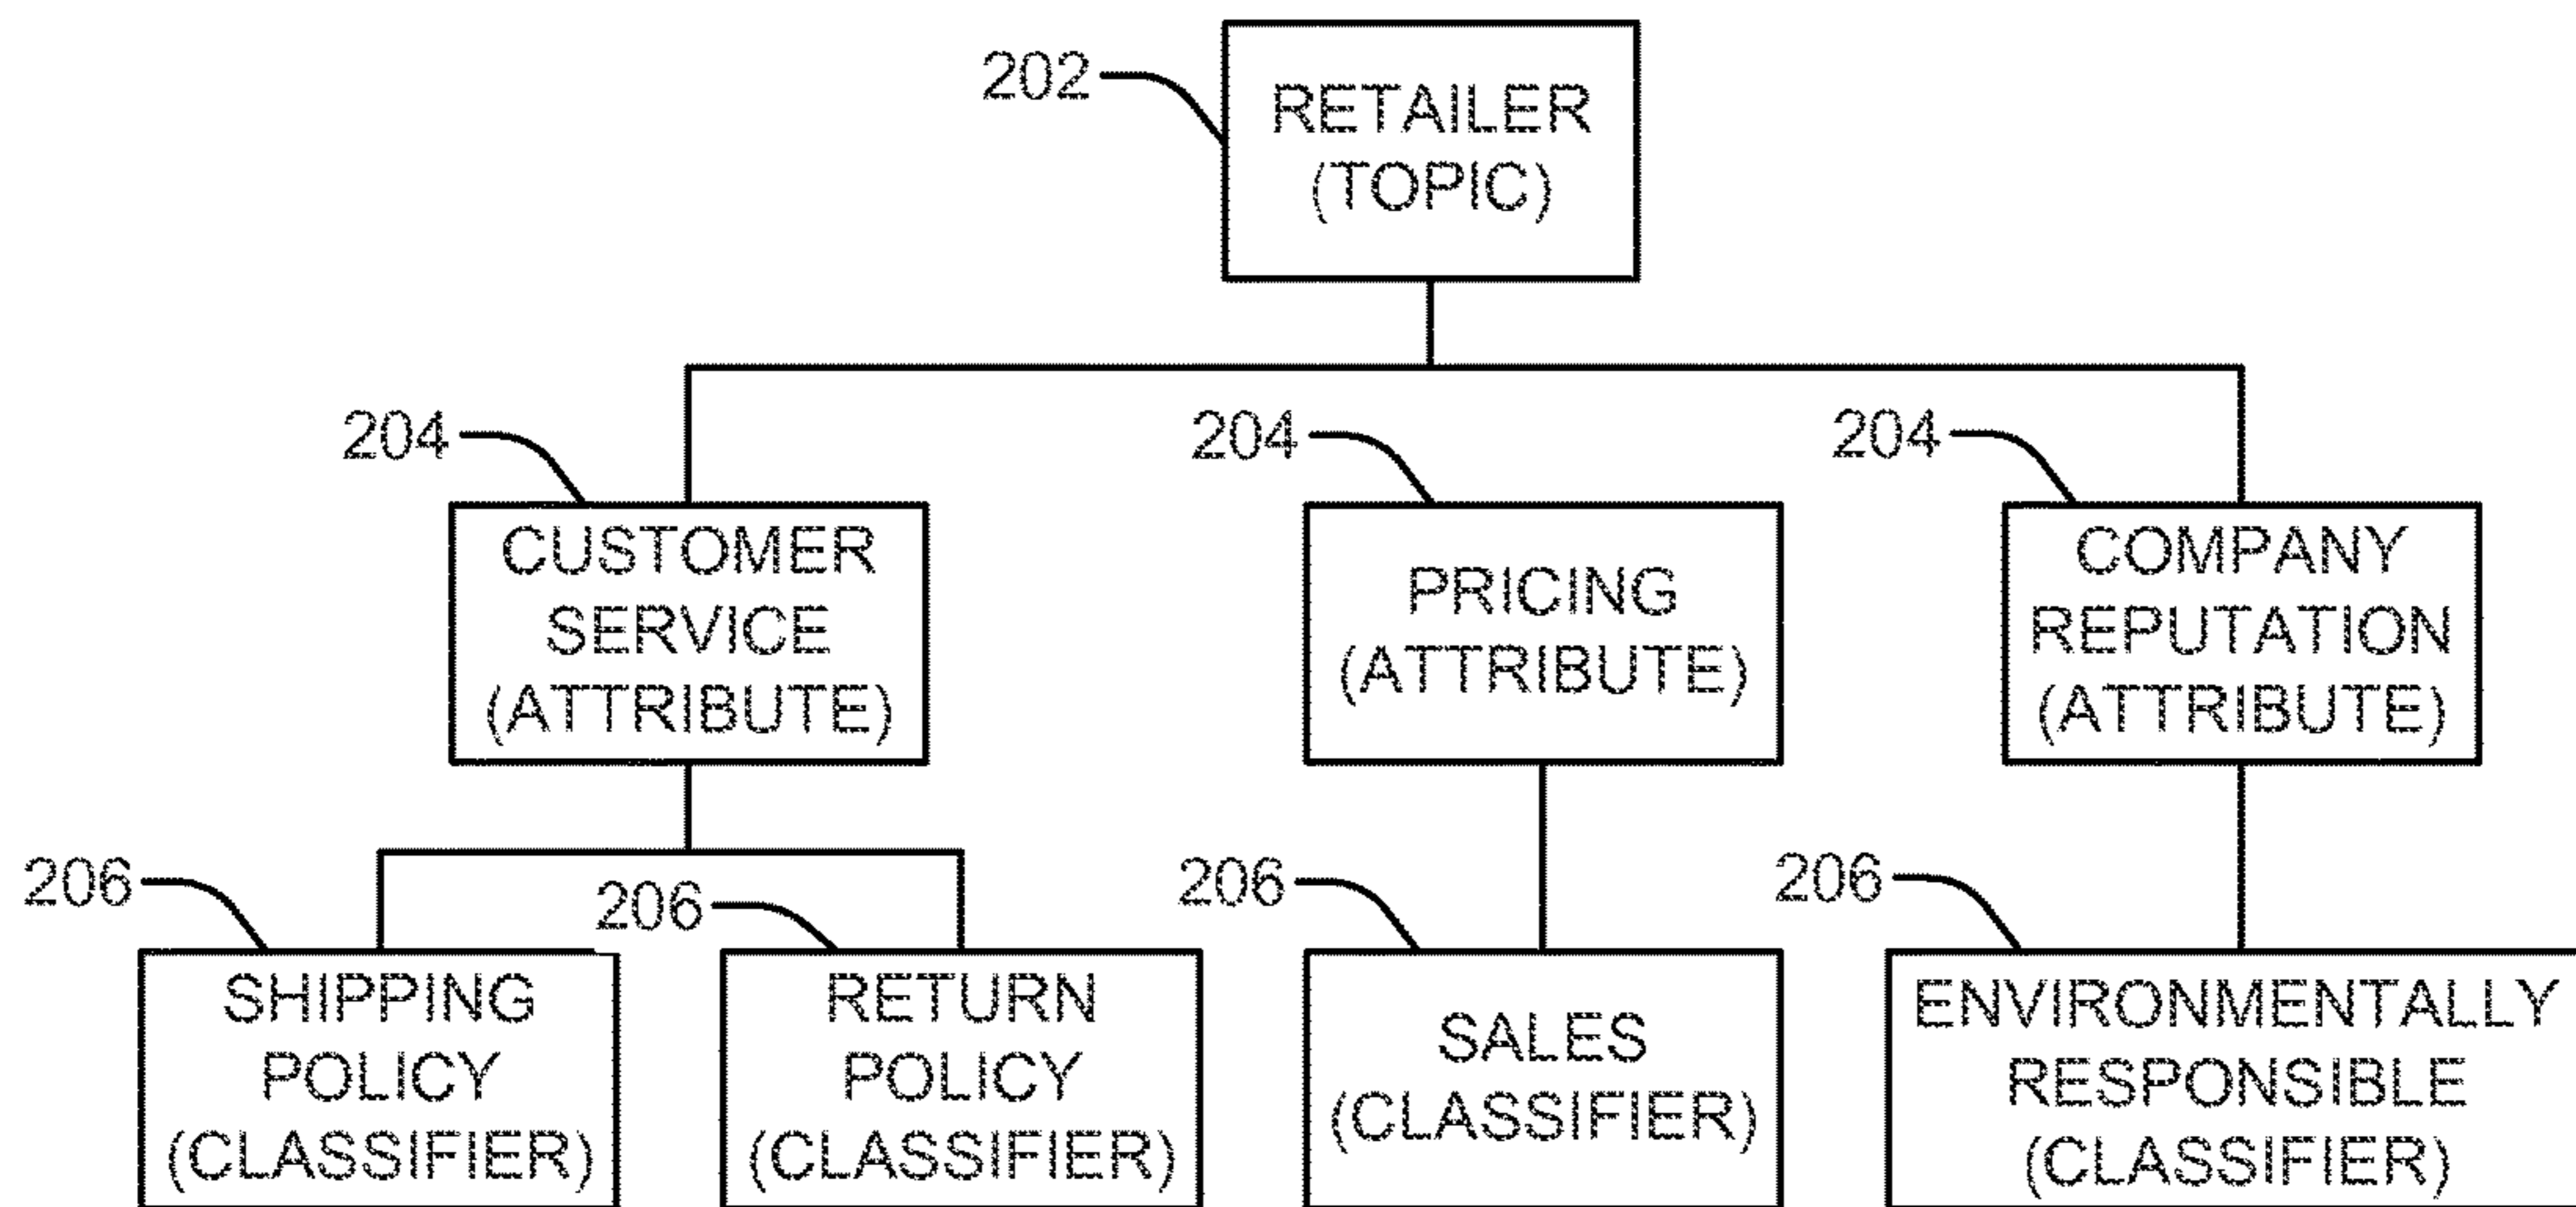 202
RETAILER
(TOPIC)
204
CUSTOMER
SERVICE
(ATTRIBUTE)
204
PRICING
(ATTRIBUTE)
204
COMPANY
REPUTATION
(ATTRIBUTE)
206
SHIPPING
POLICY
(CLASSIFIER)
206
RETURN
POLICY
(CLASSIFIER)
206
SALES
(CLASSIFIER)
206
ENVIRONMENTALLY
RESPONSIBLE
(CLASSIFIER)